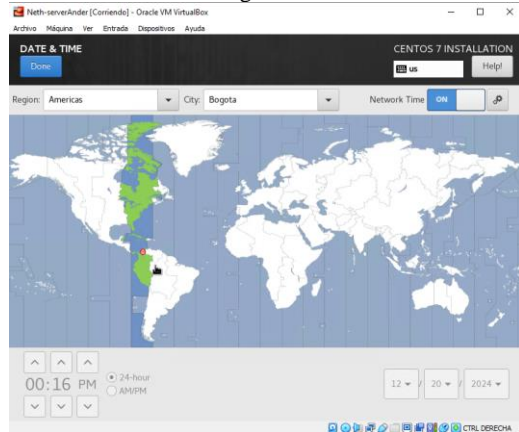 Neth-serverAnder [Corriendo] - Oracle VM VirtualBox
Archivo Máquina Ver Entrada Dispositivos Ayuda
DATE & TIME
CENTOS 7 INSTALLATION
Done
us
Help!
Region: Americas City: Bogota Network Time ON
00:16 PM
24-hour
AM/PM
12 / 20 / 2024
CTRL DERECHA